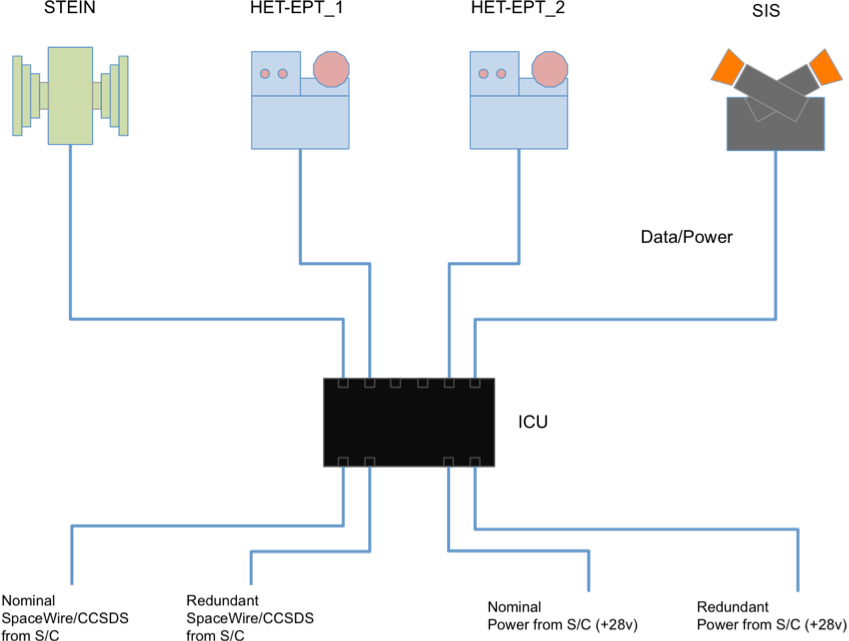 STEIN
HET-EPT_1
HET-EPT_2
SIS
Data/Power
ICU
Nominal
SpaceWire/CCSDS
from S/C
Redundant
SpaceWire/CCSDS
from S/C
Nominal
Power from S/C (+28v)
Redundant
Power from S/C (+28v)